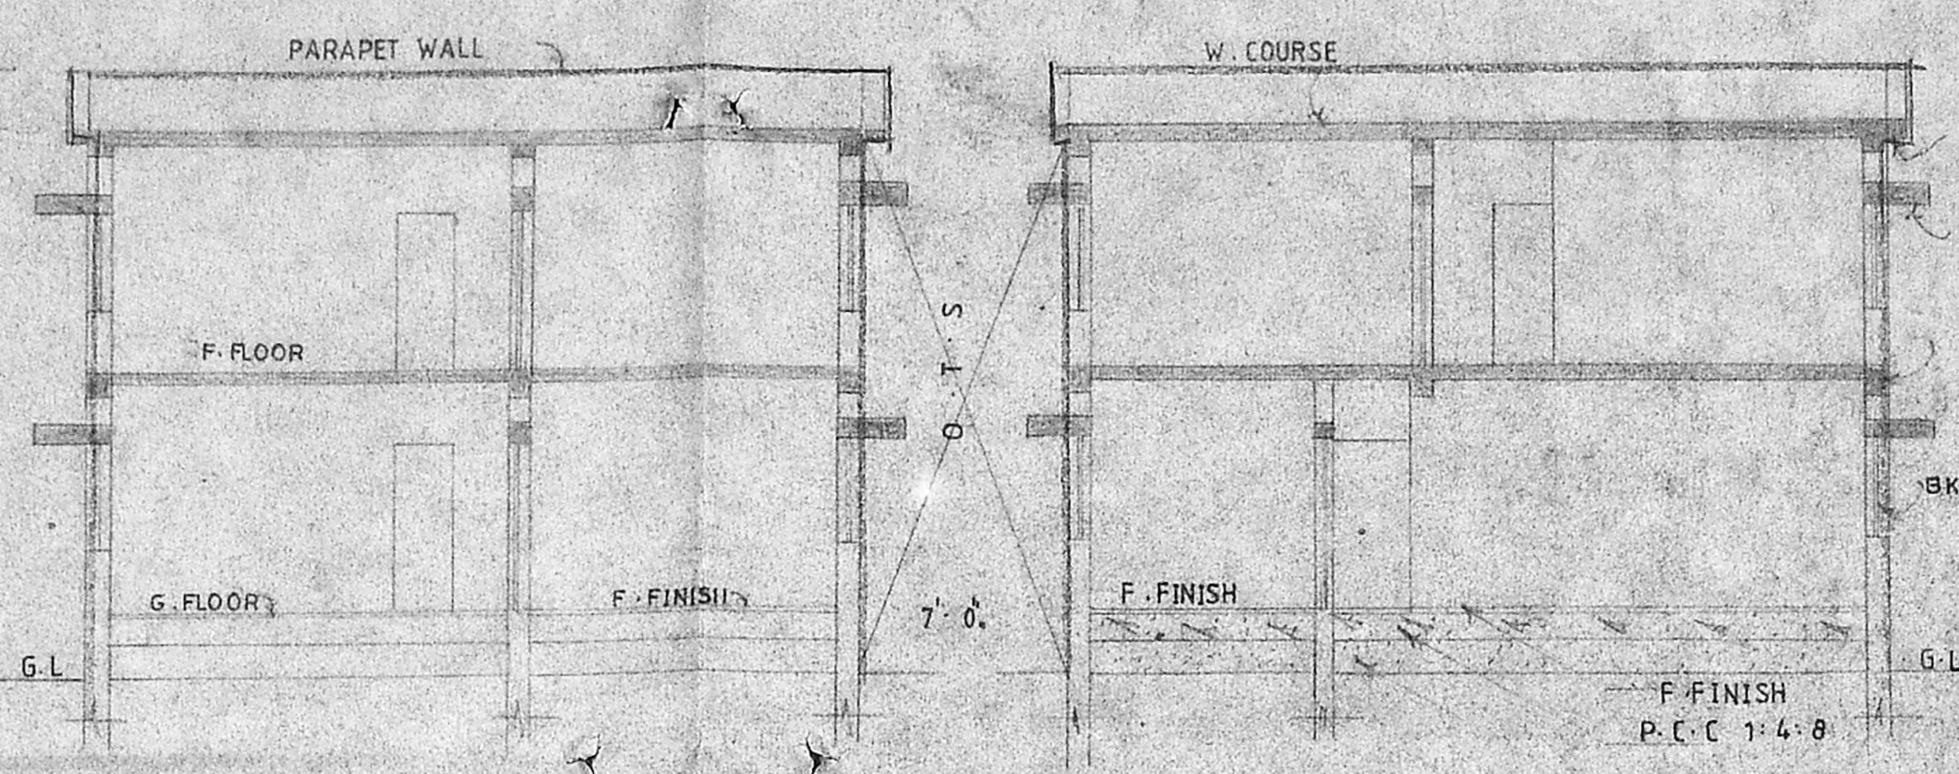 PARAPET WALL
W. COURSE
F. FLOOR
O.T.S
G. FLOOR
F. FINISH
7'-0"
F. FINISH
G.L
G.L
F. FINISH
P.C.C 1:4:8
BK